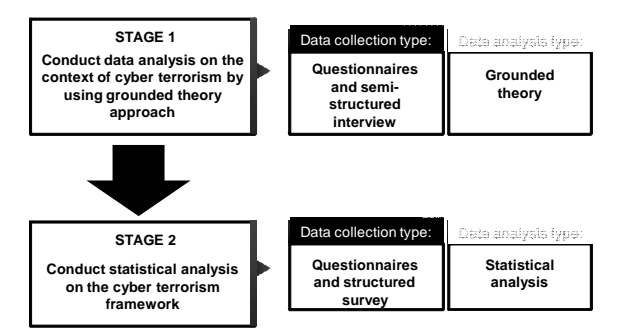 STAGE 1
Conduct data analysis on the
context of cyber terrorism by
using grounded theory
approach
Data collection type:
Data analysis type:
Questionnaires
and semi-
structured
interview
Grounded
theory
STAGE 2
Conduct statistical analysis
on the cyber terrorism
framework
Data collection type:
Data analysis type:
Questionnaires
and structured
survey
Statistical
analysis